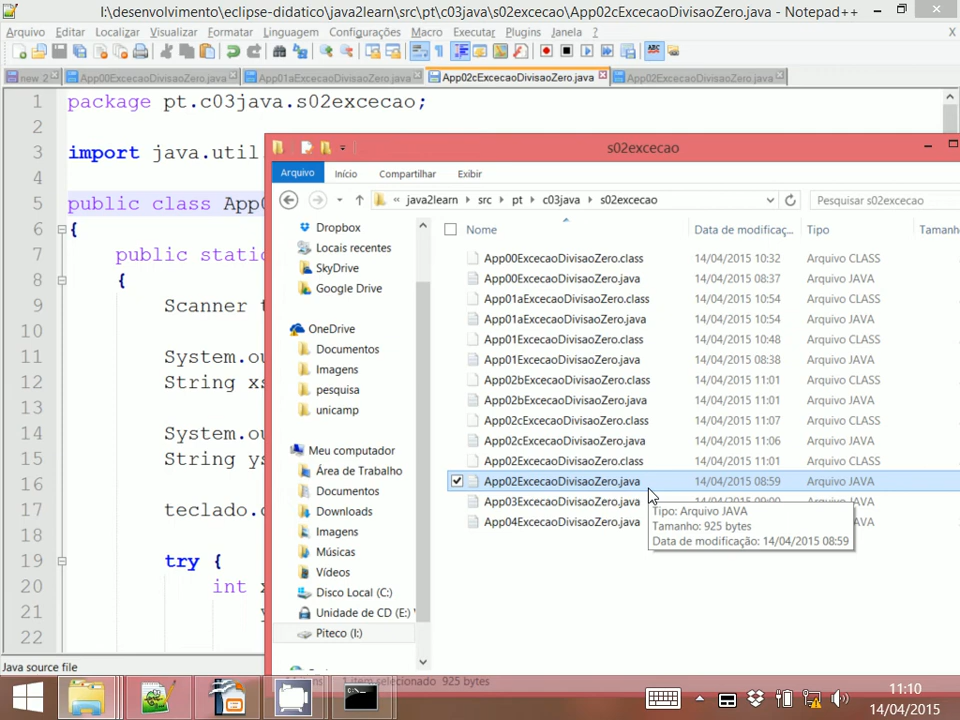 I:\desenvolvimento\eclipse-didatico\java2learn\src\pt\c03java\s02excecao\App02cExcecaoDivisaoZero.java - Notepad++
Arquivo Editar Localizar Visualizar Formatar Linguagem Configurações Macro Executar Plugins Janela ?
X
ABC
new 2 App00ExcecaoDivisaoZero.java App01aExcecaoDivisaoZero.java App02cExcecaoDivisaoZero.java App02ExcecaoDivisaoZero.java
1 package pt.c03java.s02excecao;
2
3 import java.util
4
5 public class App
6 {
7 public stati
8 {
9 Scanner
10
11 System.ou
12 String xs
13
14 System.ou
15 String ys
16
17 teclado.
18
19 try {
20 int
21
22
Java source file
s02excecao
Arquivo Início Compartilhar Exibir
« java2learn src pt c03java s02excecao
Pesquisar s02excecao
Dropbox
Locais recentes
SkyDrive
Google Drive
OneDrive
Documentos
Imagens
pesquisa
unicamp
Meu computador
Área de Trabalho
Documentos
Downloads
Imagens
Músicas
Vídeos
Disco Local (C:)
Unidade de CD (E:)
Piteco (I:)
Nome Data de modificaç... Tipo Tamanh
App00ExcecaoDivisaoZero.class 14/04/2015 10:32 Arquivo CLASS
App00ExcecaoDivisaoZero.java 14/04/2015 08:37 Arquivo JAVA
App01aExcecaoDivisaoZero.class 14/04/2015 10:54 Arquivo CLASS
App01aExcecaoDivisaoZero.java 14/04/2015 10:54 Arquivo JAVA
App01ExcecaoDivisaoZero.class 14/04/2015 10:48 Arquivo CLASS
App01ExcecaoDivisaoZero.java 14/04/2015 08:38 Arquivo JAVA
App02bExcecaoDivisaoZero.class 14/04/2015 11:01 Arquivo CLASS
App02bExcecaoDivisaoZero.java 14/04/2015 11:01 Arquivo JAVA
App02cExcecaoDivisaoZero.class 14/04/2015 11:07 Arquivo CLASS
App02cExcecaoDivisaoZero.java 14/04/2015 11:06 Arquivo JAVA
App02ExcecaoDivisaoZero.class 14/04/2015 11:01 Arquivo CLASS
App02ExcecaoDivisaoZero.java 14/04/2015 08:59 Arquivo JAVA
App03ExcecaoDivisaoZero.java 14/04/2015 09:00 Arquivo JAVA
App04ExcecaoDivisaoZero.java JAVA
Tipo: Arquivo JAVA
Tamanho: 925 bytes
Data de modificação: 14/04/2015 08:59
1 item selecionado 925 bytes
11:10
14/04/2015